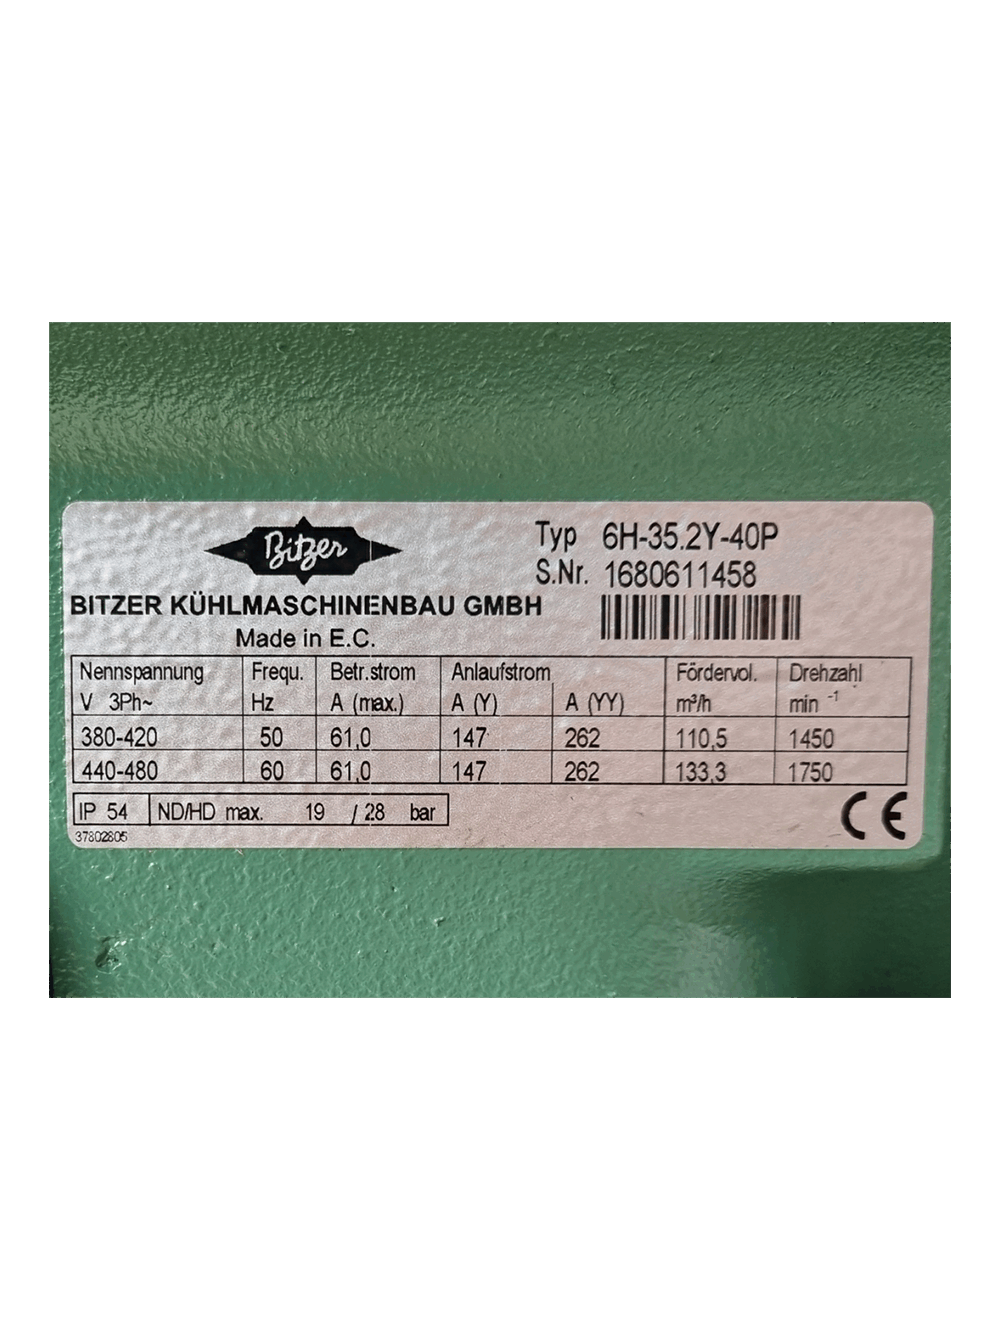 Bitzer
BITZER KÜHLMASCHINENBAU GMBH
Made in E.C.
Typ 6H-35.2Y-40P
S.Nr. 1680611458
Nennspannung Frequ. Betr.strom Anlaufstrom Fördervol. Drehzahl
V 3Ph~ Hz A (max.) A (Y) A (YY) m³/h min -1
380-420 50 61,0 147 262 110,5 1450
440-480 60 61,0 147 262 133,3 1750
IP 54 ND/HD max. 19 / 28 bar
37802805
CE